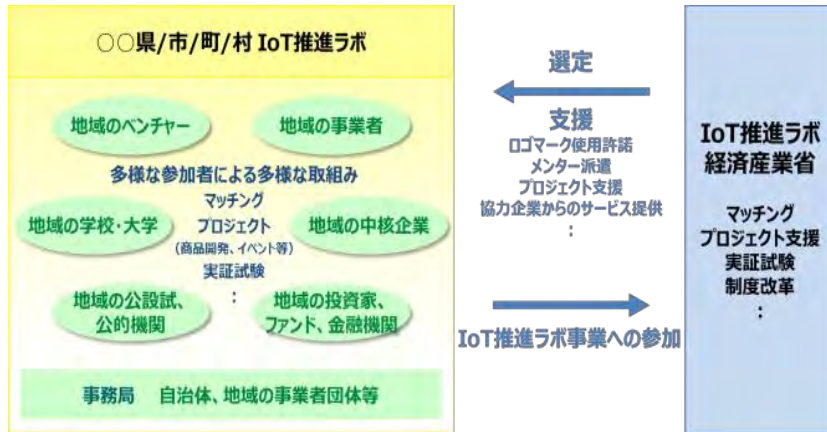 ○○県/市/町/村 IoT推進ラボ
地域のベンチャー
地域の事業者
多様な参加者による多様な取組み
マッチング
地域の学校・大学
プロジェクト
地域の中核企業
(商品開発、イベント等)
実証試験
:
地域の公設試、
公的機関
地域の投資家、
ファンド、金融機関
事務局 自治体、地域の事業者団体等
選定
支援
ロゴマーク使用許諾
メンター派遣
プロジェクト支援
協力企業からのサービス提供
:
IoT推進ラボ事業への参加
IoT推進ラボ
経済産業省
マッチング
プロジェクト支援
実証試験
制度改革
: